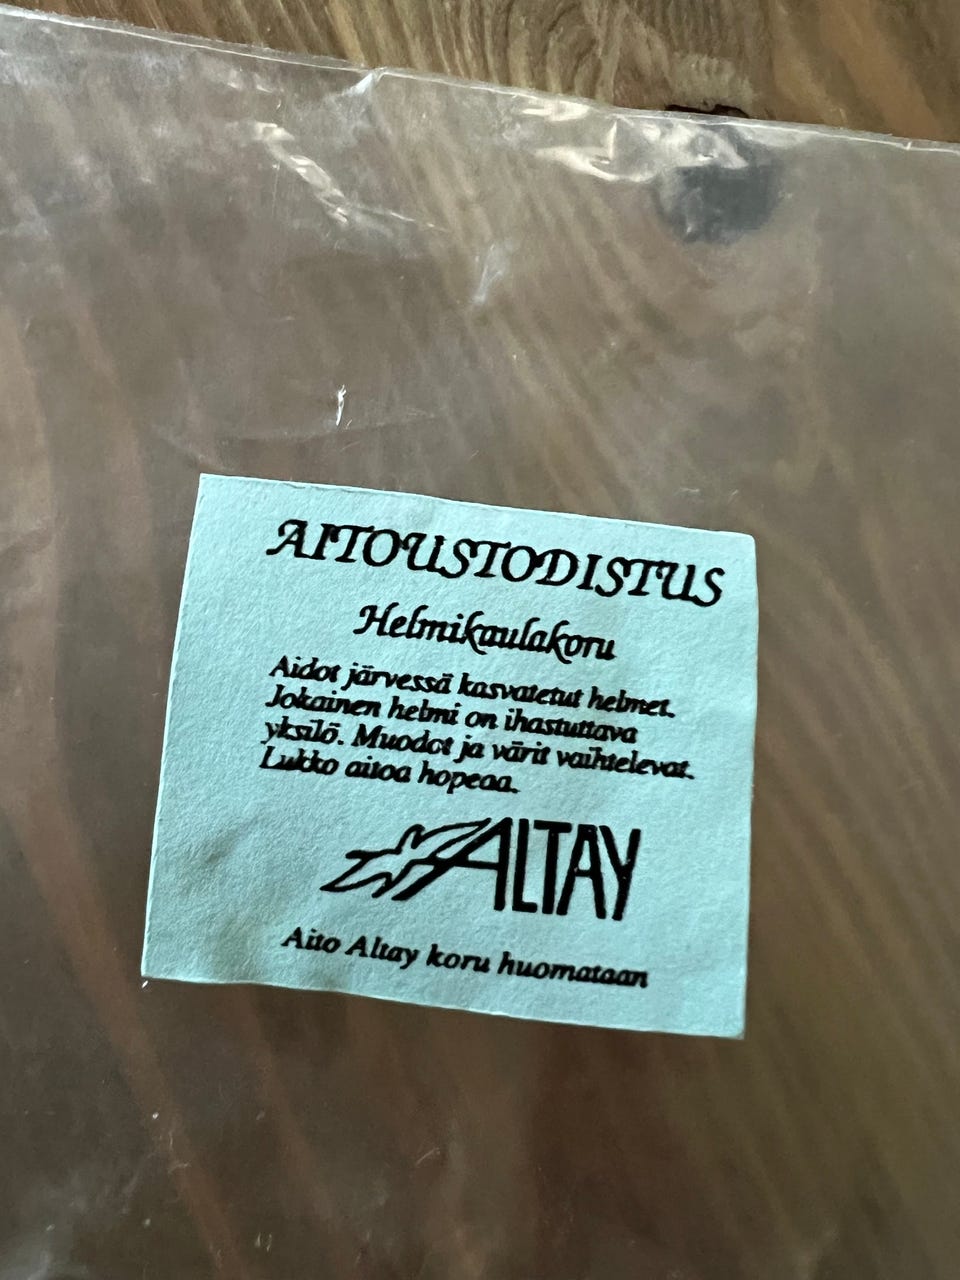 AITOUSTODISTUS
Helmikaulakoru
Aidot järvessä kasvatetut helmet.
Jokainen helmi on ihastuttava
yksilö. Muodot ja värit vaihtelevat.
Lukko aitoa hopeaa.
ALTAY
Aito Altay koru huomataan